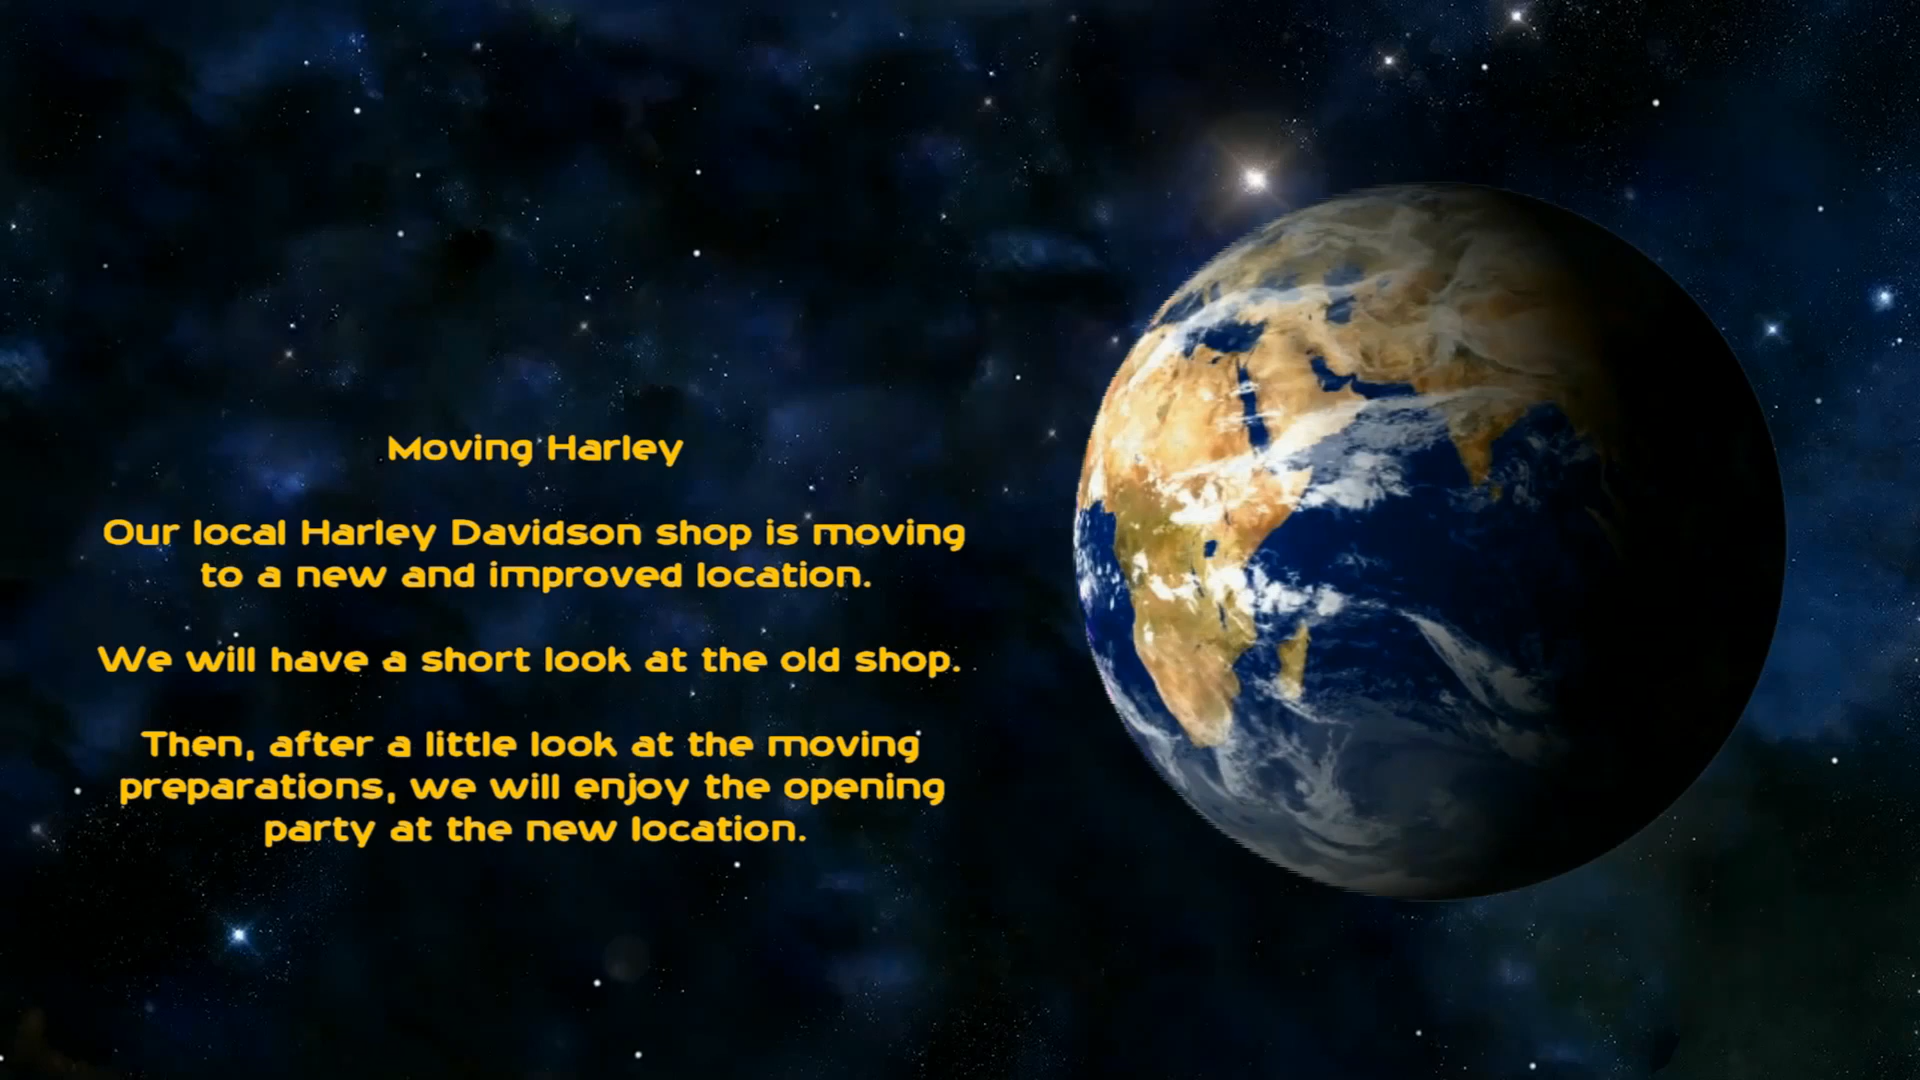 Moving Harley
Our local Harley Davidson shop is moving
to a new and improved location.
We will have a short look at the old shop.
Then, after a little look at the moving
preparations, we will enjoy the opening
party at the new location.